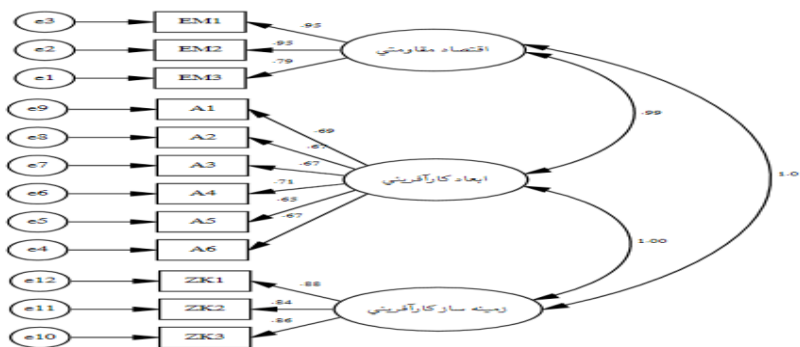 e3 EM1 .95
e2 EM2 .95 اقتصاد مقاومتي
e1 EM3 .79
.99
e9 A1 .69
e8 A2 .67
e7 A3 .67
ابعاد كارآفريني
1.0
e6 A4 .71
e5 A5 .65
e4 A6 .67
1.00
e12 ZK1 .88
e11 ZK2 .84 زمينه ساز كارآفريني
e10 ZK3 .86